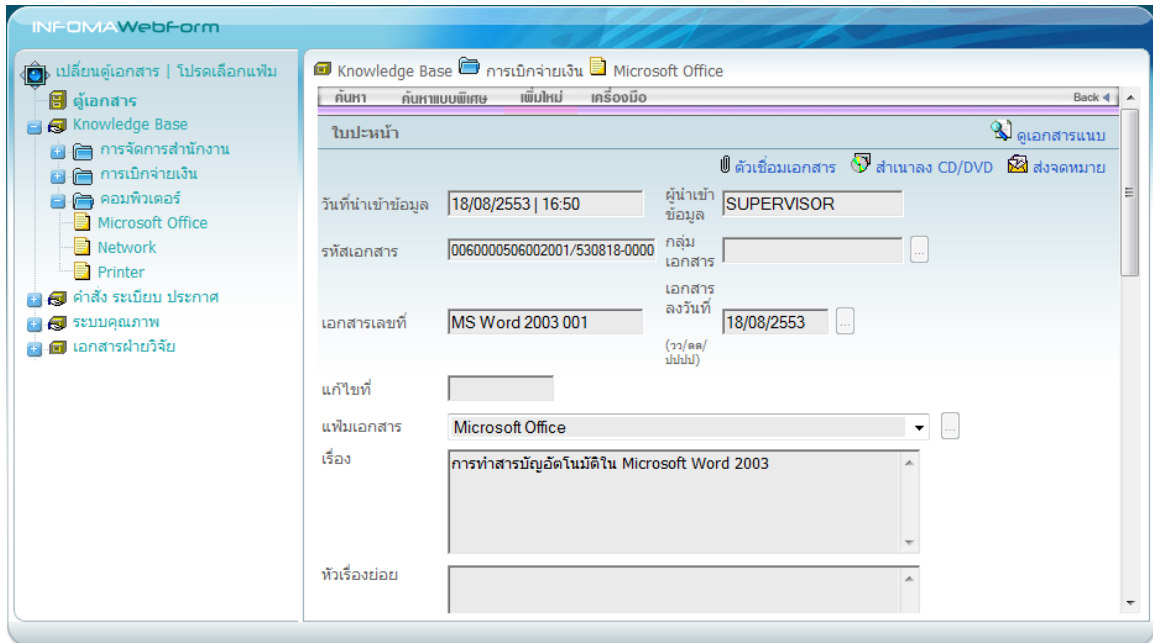 INFOMAWebForm
เปลี่ยนตู้เอกสาร | โปรดเลือกแฟ้ม
ตู้เอกสาร
Knowledge Base
การจัดการสำนักงาน
การเบิกจ่ายเงิน
คอมพิวเตอร์
Microsoft Office
Network
Printer
คำสั่ง ระเบียบ ประกาศ
ระบบคุณภาพ
เอกสารฝ่ายวิจัย
Knowledge Base การเบิกจ่ายเงิน Microsoft Office
ค้นหา ค้นหาแบบพิเศษ เพิ่มใหม่ เครื่องมือ Back
ใบปะหน้า ดูเอกสารแนบ
ตัวเชื่อมเอกสาร สำเนาลง CD/DVD ส่งจดหมาย
วันที่นำเข้าข้อมูล 18/08/2553 | 16:50 ผู้นำเข้า
ข้อมูล SUPERVISOR
รหัสเอกสาร 0060000506002001/530818-0000 กลุ่ม
เอกสาร ...
เอกสาร
ลงวันที่
เอกสารเลขที่ MS Word 2003 001 18/08/2553 ...
(วว/ดด/
ปปปป)
แก้ไขที่
แฟ้มเอกสาร Microsoft Office ...
เรื่อง การทำสารบัญอัตโนมัติใน Microsoft Word 2003
หัวเรื่องย่อย